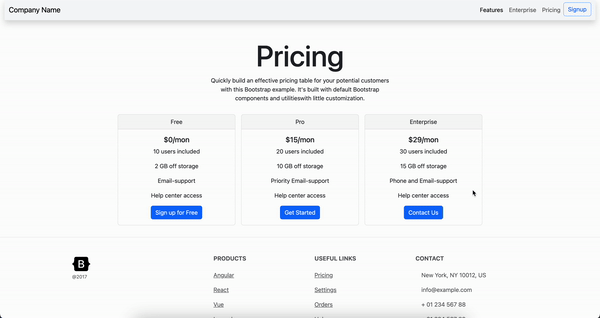 Company Name
Features Enterprise Pricing Signup
Pricing
Quickly build an effective pricing table for your potential customers
with this Bootstrap example. It's built with default Bootstrap
components and utilitieswith little customization.
Free
$0/mon
10 users included
2 GB off storage
Email-support
Help center access
Sign up for Free
Pro
$15/mon
20 users included
10 GB off storage
Priority Email-support
Help center access
Get Started
Enterprise
$29/mon
30 users included
15 GB off storage
Phone and Email-support
Help center access
Contact Us
B
@2017
PRODUCTS
Angular
React
Vue
USEFUL LINKS
Pricing
Settings
Orders
CONTACT
New York, NY 10012, US
info@example.com
+ 01 234 567 88